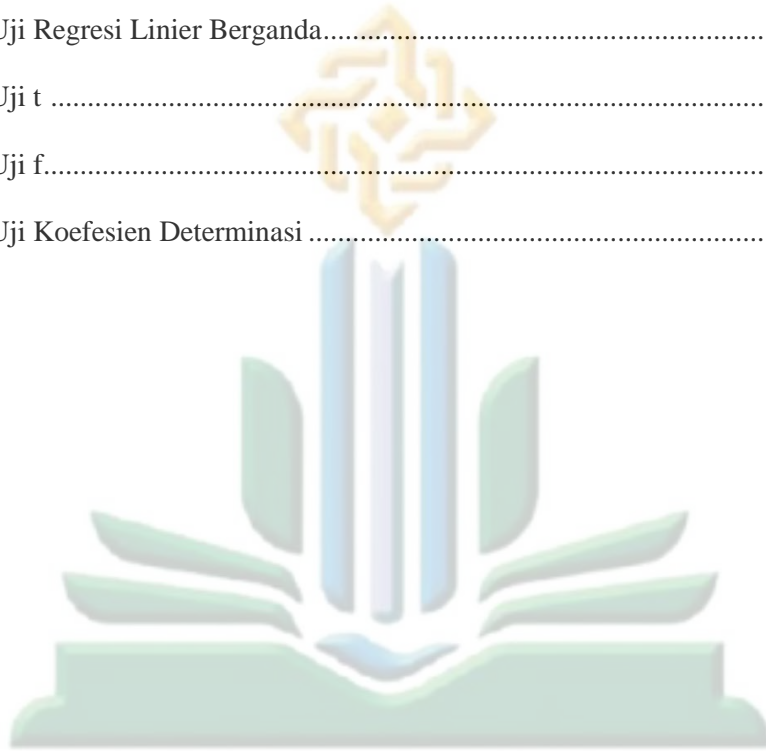 Uji Regresi Linier Berganda............................................................
Uji t .................................................................................................
Uji f..................................................................................................
Uji Koefesien Determinasi ..............................................................